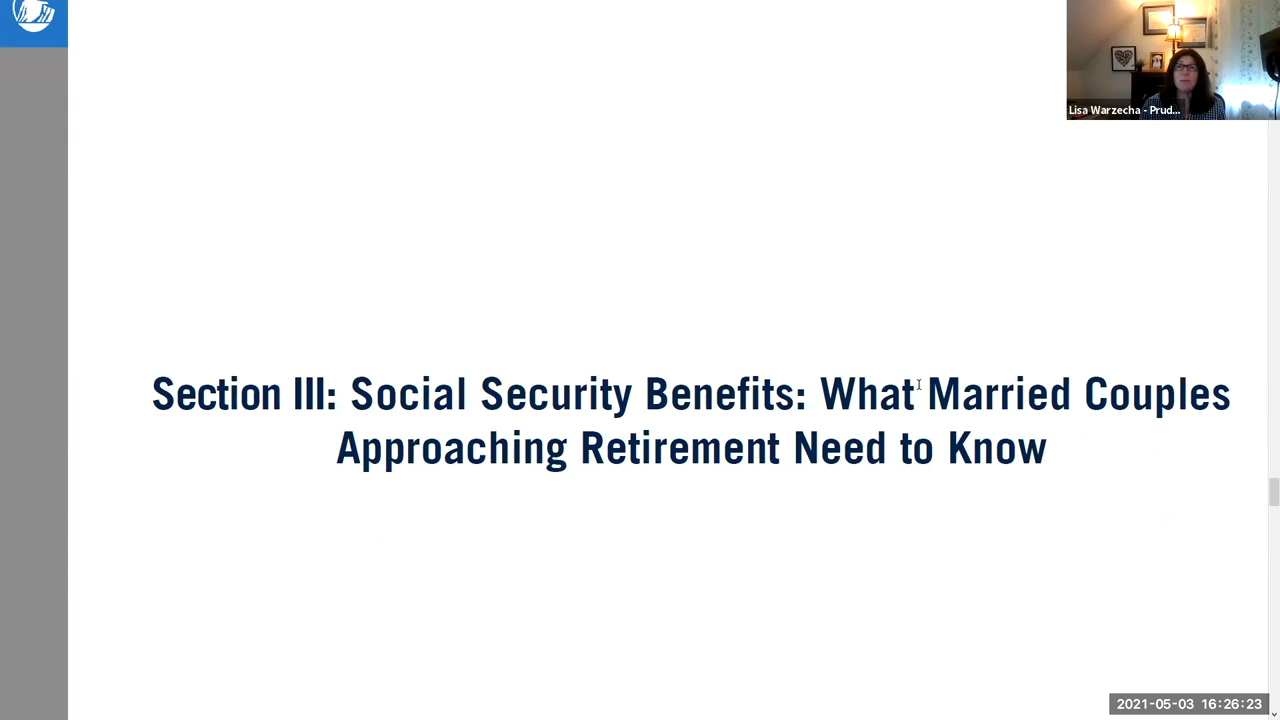 Lisa Warzecha - Prud...
Section III: Social Security Benefits: What Married Couples
Approaching Retirement Need to Know
2021-05-03 16:26:23